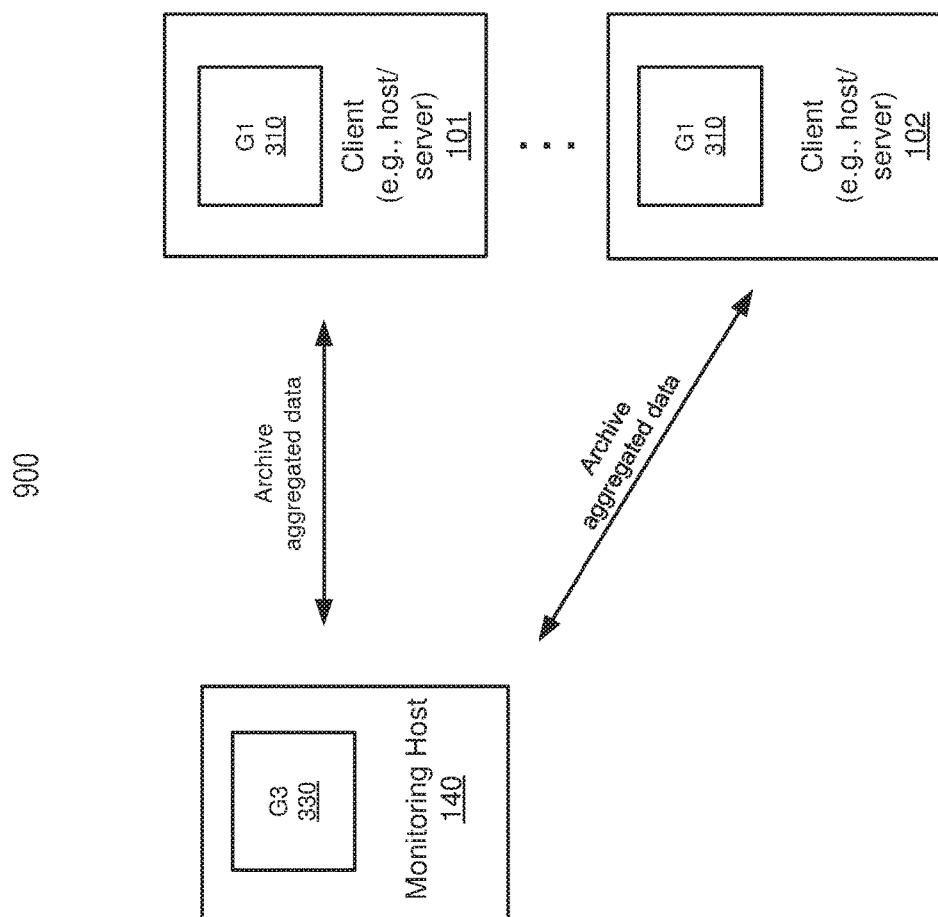 900
G3
330
Monitoring Host
140
Archive
aggregated data
Archive
aggregated data
G1
310
Client
(e.g., host/
server)
101
G1
310
Client
(e.g., host/
server)
102